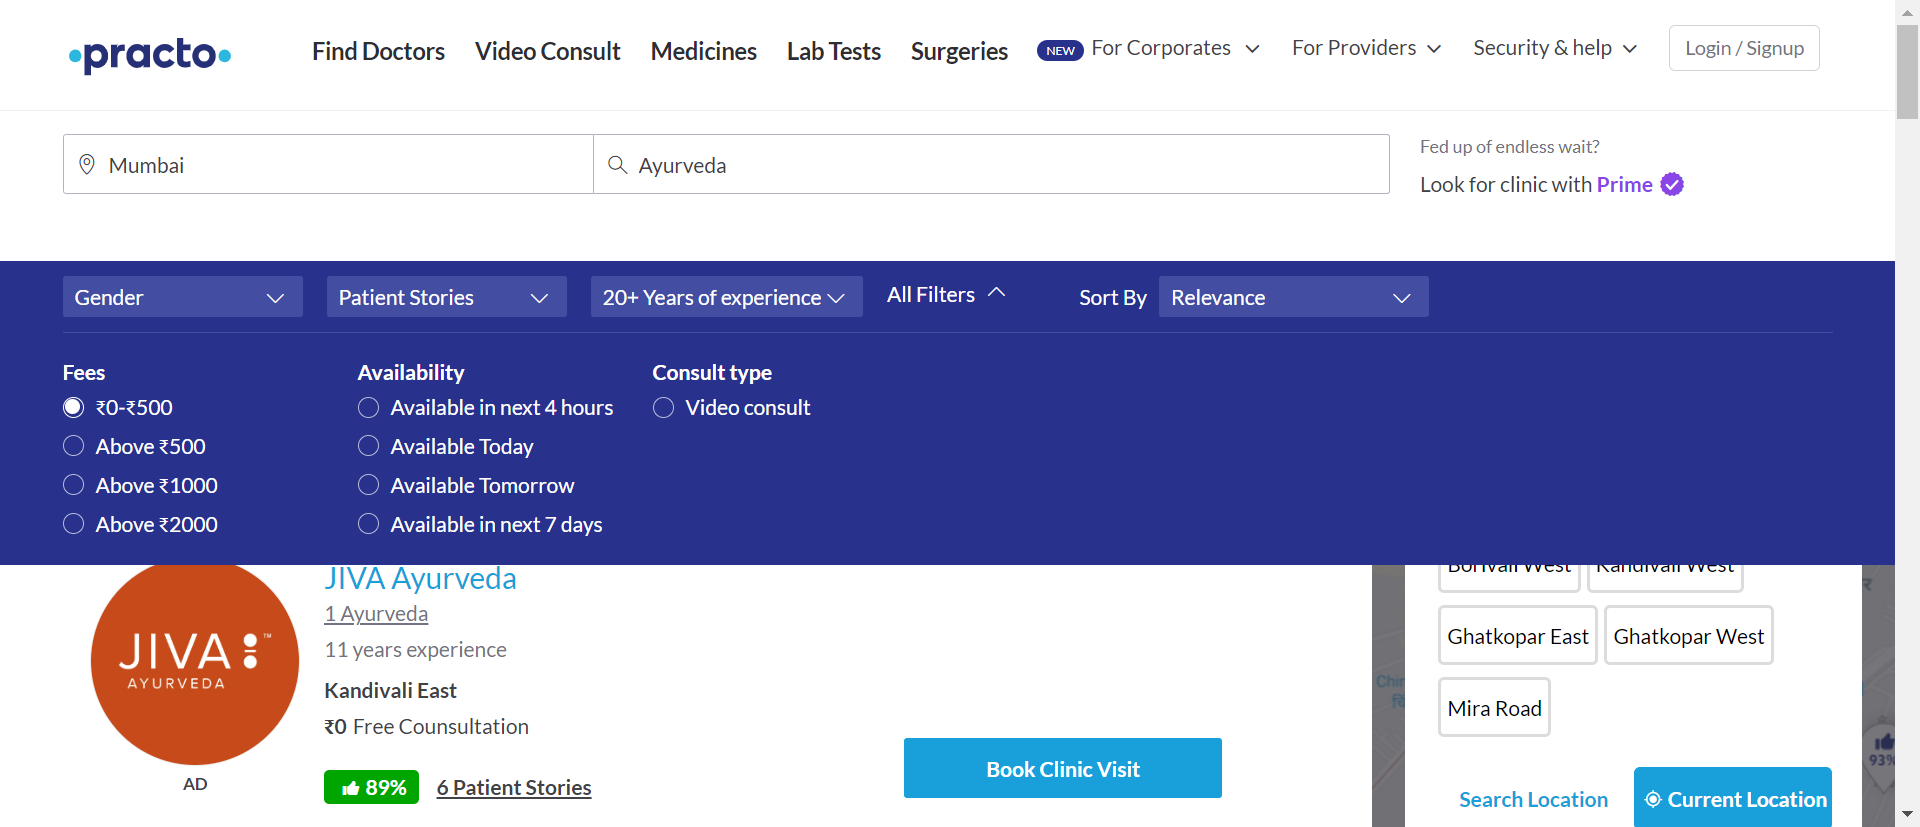 practo
Find Doctors
Video Consult
Medicines
Lab Tests
Surgeries
NEW
For Corporates
For Providers
Security & help
Login / Signup
Mumbai
Ayurveda
Fed up of endless wait?
Look for clinic with Prime
Gender
Patient Stories
20+ Years of experience
All Filters
Sort By
Relevance
Fees
₹0-₹500
Above ₹500
Above ₹1000
Above ₹2000
Availability
Available in next 4 hours
Available Today
Available Tomorrow
Available in next 7 days
Consult type
Video consult
JIVA Ayurveda
1 Ayurveda
11 years experience
Kandivali East
₹0 Free Counsultation
89%
6 Patient Stories
JIVA™
AYURVEDA
AD
Book Clinic Visit
Borivali West
Kandivali West
Ghatkopar East
Ghatkopar West
Mira Road
Search Location
Current Location
93%